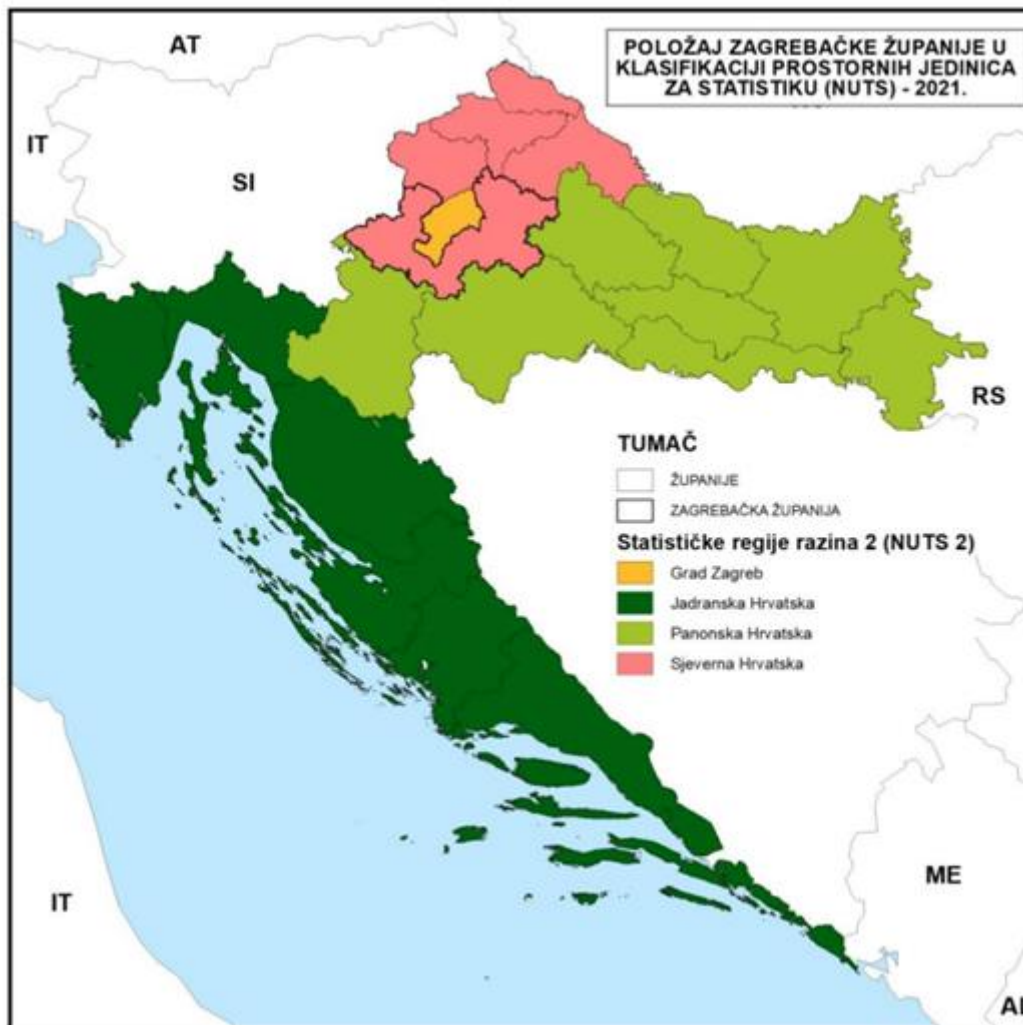 AT
POLOŽAJ ZAGREBAČKE ŽUPANIJE U
KLASIFIKACIJI PROSTORNIH JEDINICA
ZA STATISTIKU (NUTS) - 2021.
IT
SI
RS
TUMAČ
ŽUPANIJE
ZAGREBAČKA ŽUPANIJA
Statističke regije razina 2 (NUTS 2)
Grad Zagreb
Jadranska Hrvatska
Panonska Hrvatska
Sjeverna Hrvatska
ME
IT